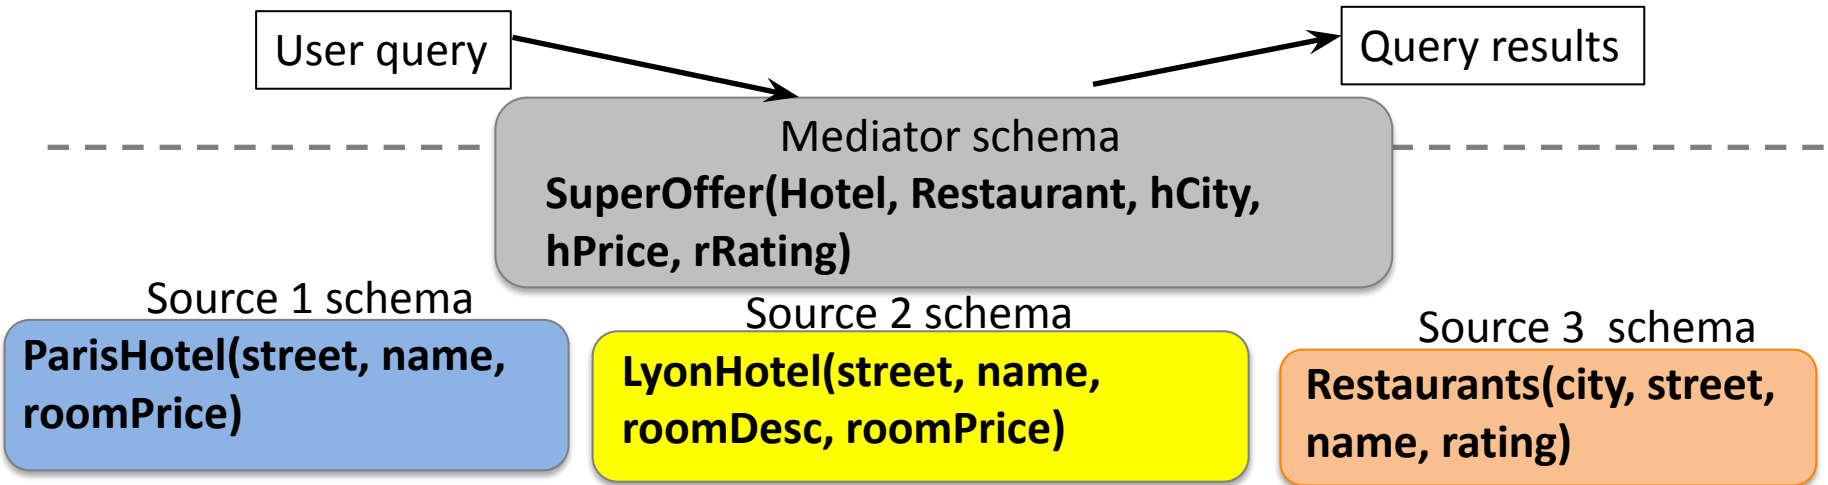 User query
Query results
Mediator schema
SuperOffer(Hotel, Restaurant, hCity,
hPrice, rRating)
Source 1 schema
ParisHotel(street, name,
roomPrice)
Source 2 schema
LyonHotel(street, name,
roomDesc, roomPrice)
Source 3 schema
Restaurants(city, street,
name, rating)